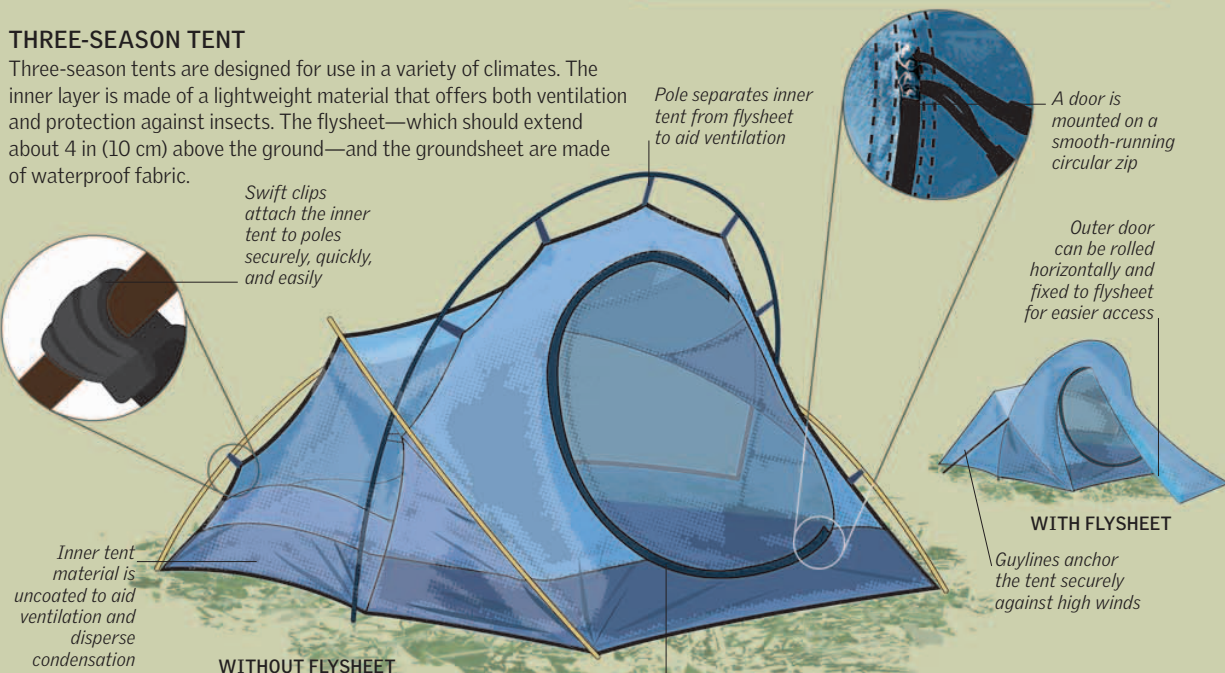 THREE-SEASON TENT
Three-season tents are designed for use in a variety of climates. The
inner layer is made of a lightweight material that offers both ventilation
and protection against insects. The flysheet—which should extend
about 4 in (10 cm) above the ground—and the groundsheet are made
of waterproof fabric.
Swift clips
attach the inner
tent to poles
securely, quickly,
and easily
Pole separates inner
tent from flysheet
to aid ventilation
A door is
mounted on a
smooth-running
circular zip
Outer door
can be rolled
horizontally and
fixed to flysheet
for easier access
WITH FLYSHEET
Guylines anchor
the tent securely
against high winds
Inner tent
material is
uncoated to aid
ventilation and
disperse
condensation
WITHOUT FLYSHEET